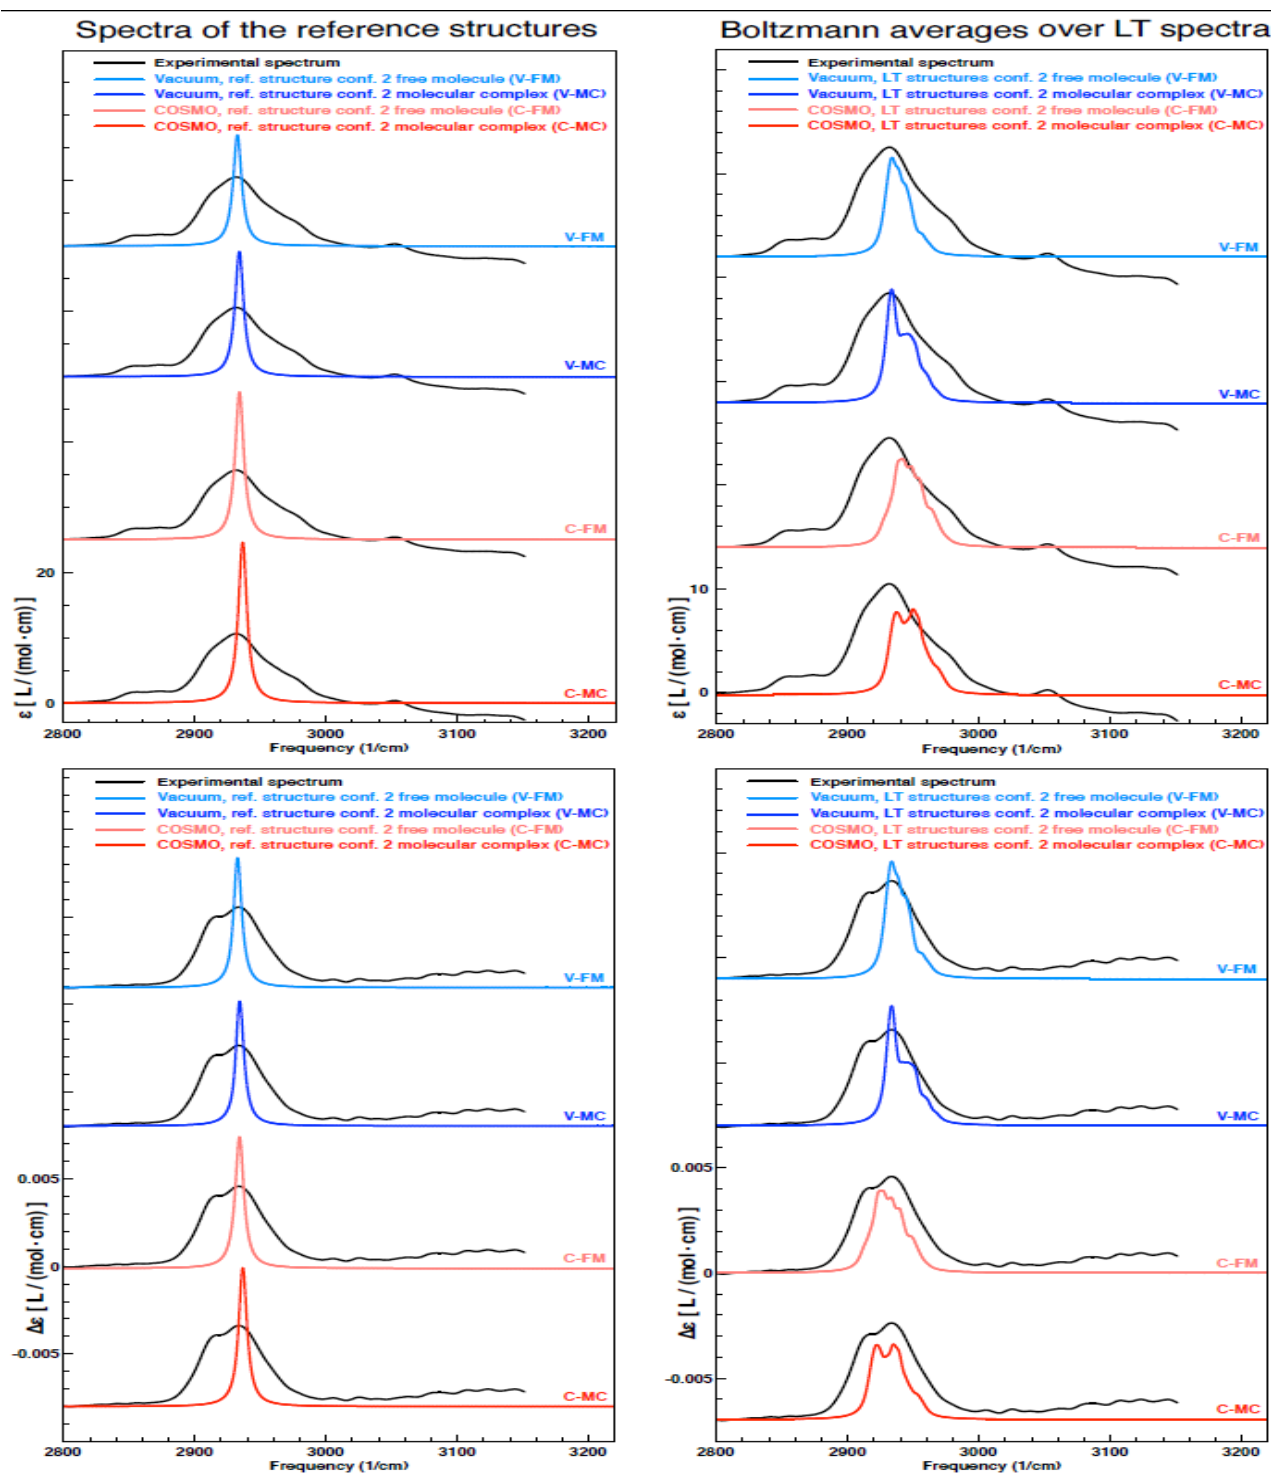 Spectra of the reference structures
Boltzmann averages over LT spectra
Experimental spectrum
Vacuum, ref. structure conf. 2 free molecule (V-FM)
Vacuum, ref. structure conf. 2 molecular complex (V-MC)
COSMO, ref. structure conf. 2 free molecule (C-FM)
COSMO, ref. structure conf. 2 molecular complex (C-MC)
V-FM
V-MC
C-FM
C-MC
20
0
ε [ L / (mol·cm)]
2800 2900 3000 3100 3200
Frequency (1/cm)
Experimental spectrum
Vacuum, LT structures conf. 2 free molecule (V-FM)
Vacuum, LT structures conf. 2 molecular complex (V-MC)
COSMO, LT structures conf. 2 free molecule (C-FM)
COSMO, LT structures conf. 2 molecular complex (C-MC)
V-FM
V-MC
C-FM
C-MC
10
0
ε [ L / (mol·cm)]
2800 2900 3000 3100 3200
Frequency (1/cm)
Experimental spectrum
Vacuum, ref. structure conf. 2 free molecule (V-FM)
Vacuum, ref. structure conf. 2 molecular complex (V-MC)
COSMO, ref. structure conf. 2 free molecule (C-FM)
COSMO, ref. structure conf. 2 molecular complex (C-MC)
V-FM
V-MC
C-FM
C-MC
0.005
0
-0.005
Δε [ L / (mol·cm)]
2800 2900 3000 3100 3200
Frequency (1/cm)
Experimental spectrum
Vacuum, LT structures conf. 2 free molecule (V-FM)
Vacuum, LT structures conf. 2 molecular complex (V-MC)
COSMO, LT structures conf. 2 free molecule (C-FM)
COSMO, LT structures conf. 2 molecular complex (C-MC)
V-FM
V-MC
C-FM
C-MC
0.005
0
-0.005
Δε [ L / (mol·cm)]
2800 2900 3000 3100 3200
Frequency (1/cm)